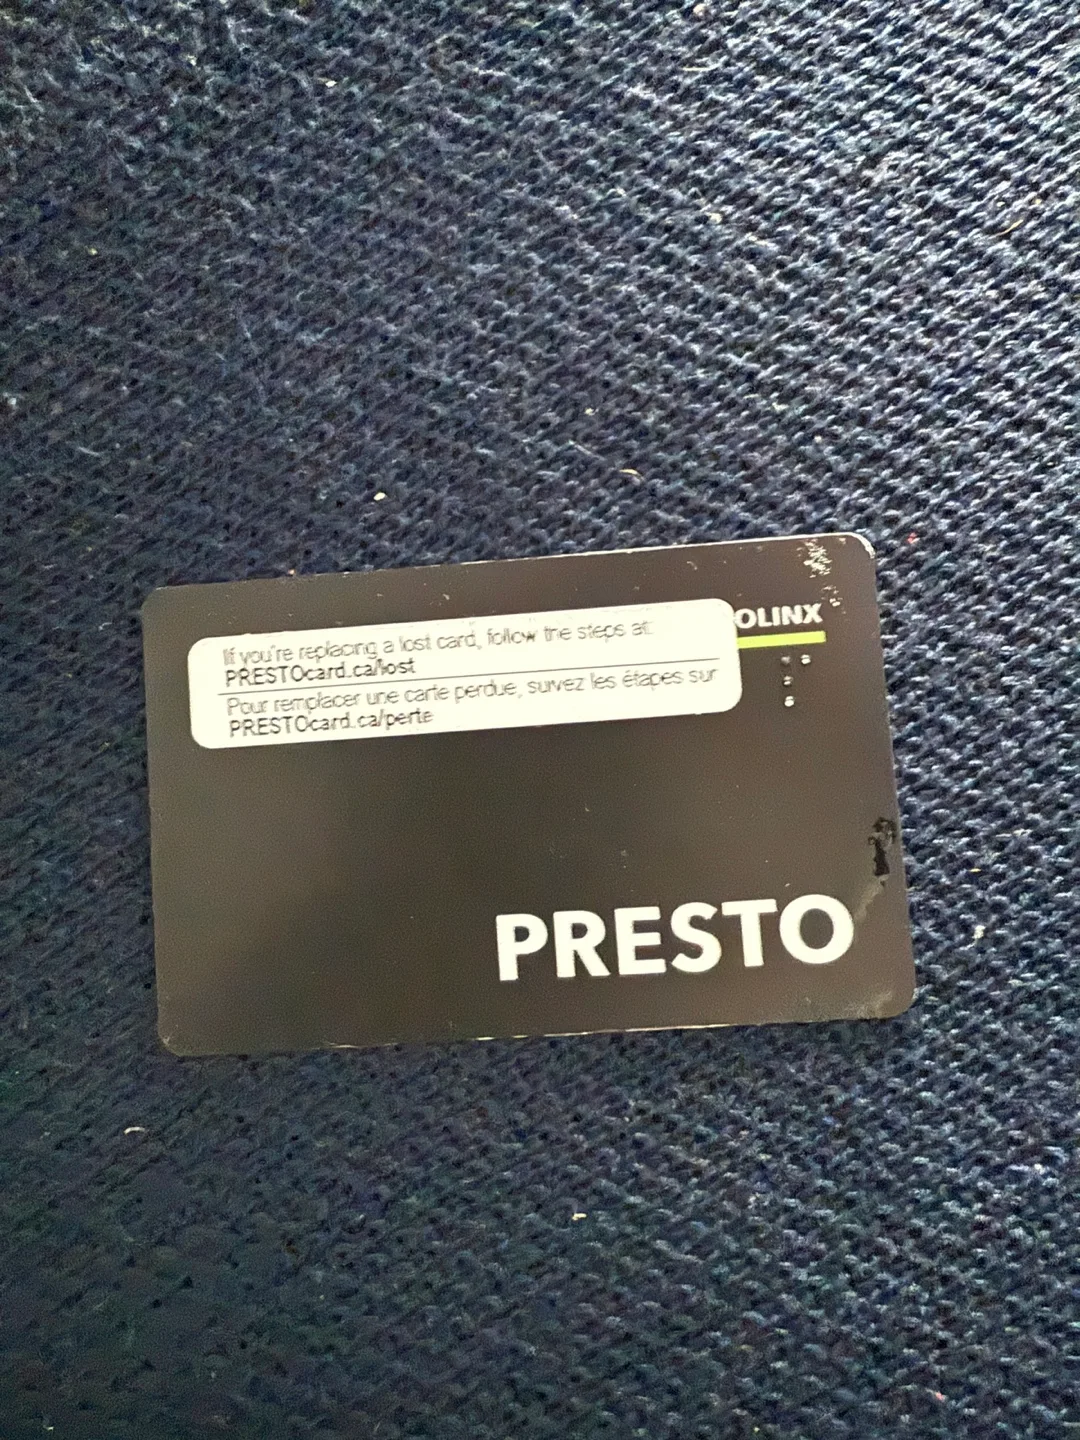 OLINX
If you're replacing a lost card, follow the steps at:
PRESTOcard.ca/lost
Pour remplacer une carte perdue, suivez les étapes sur
PRESTOcard.ca/perte
PRESTO